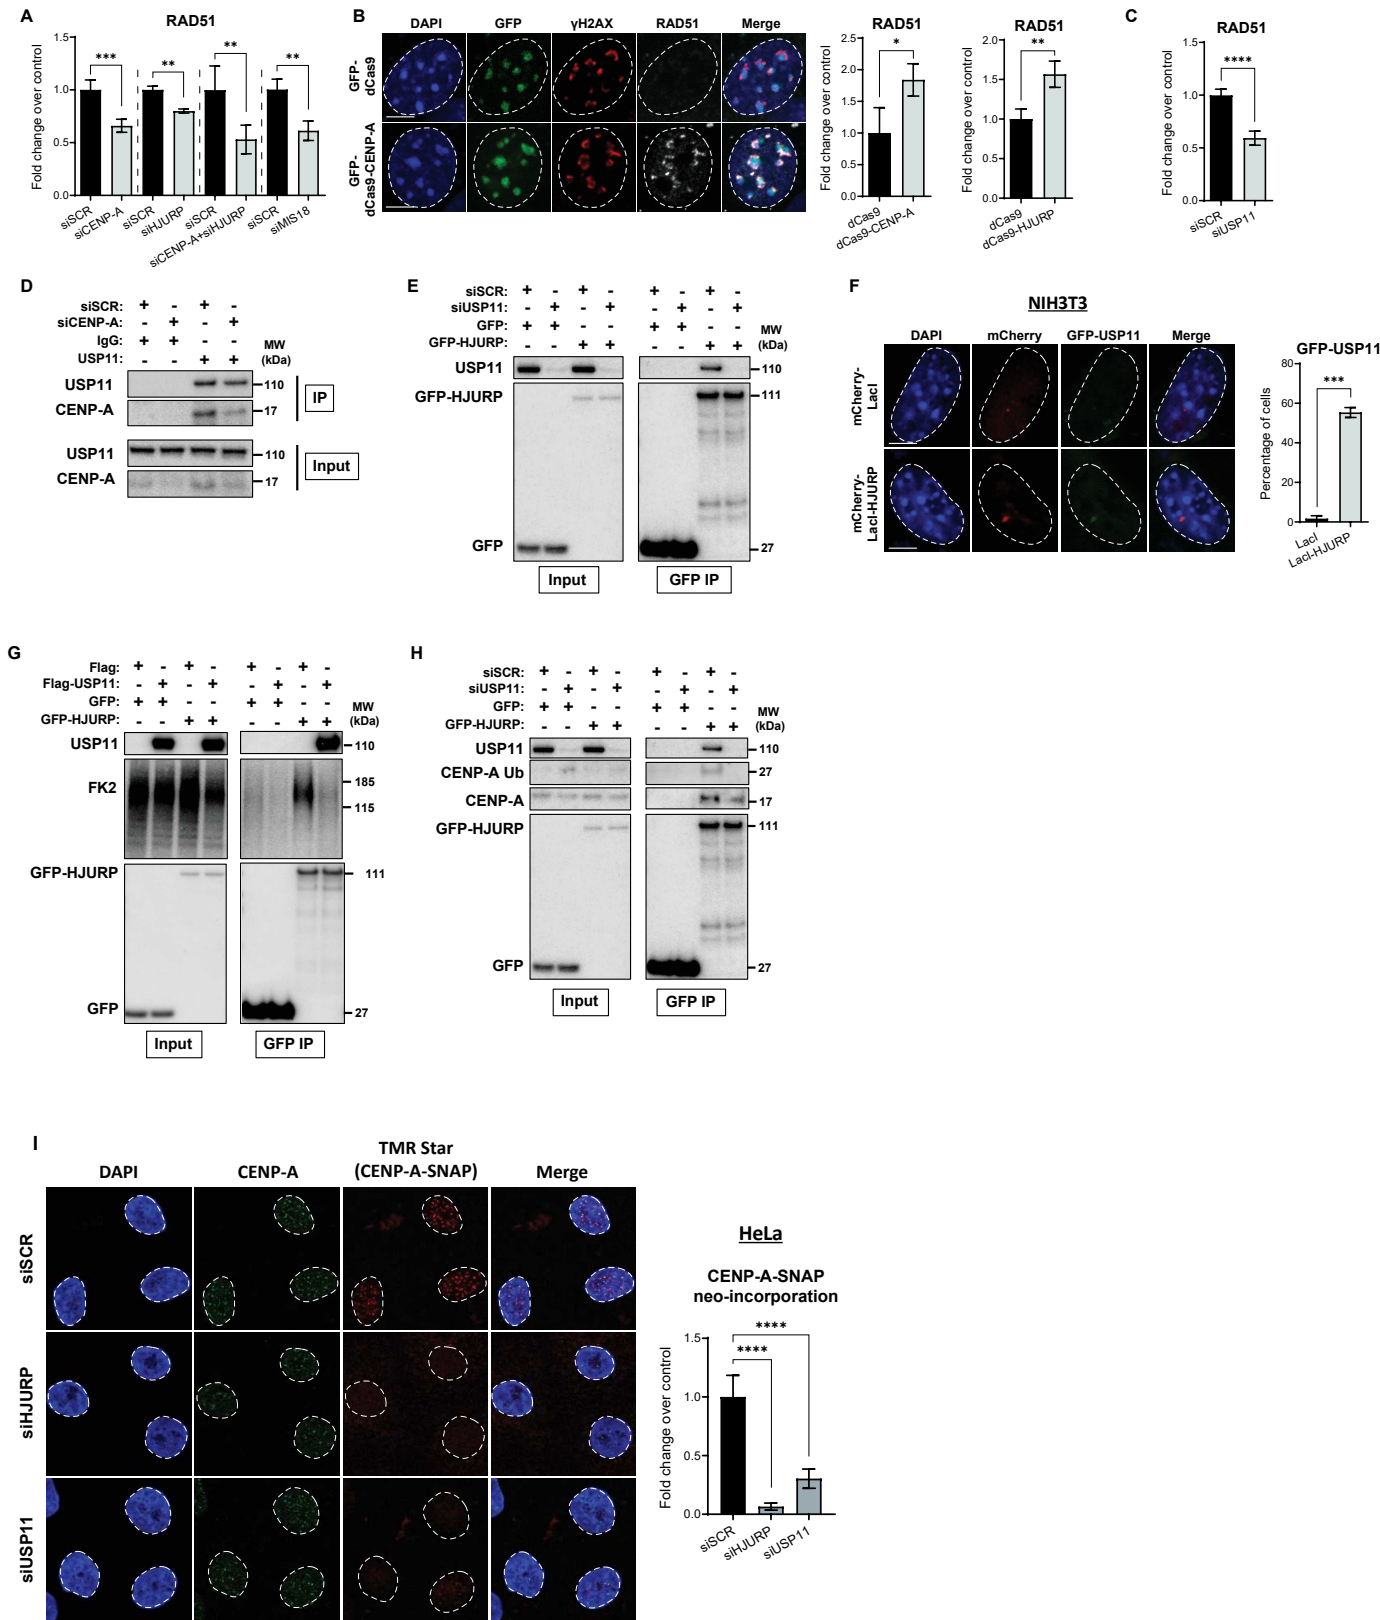 A
RAD51
Fold change over control
1.5
1.0
0.5
0.0
***
**
**
**
siSCR
siCENP-A
siSCR
siHJURP
siSCR
siCENP-A+siHJURP
siSCR
siMIS18
B
DAPI GFP γH2AX RAD51 Merge
GFP-
dCas9
GFP-
dCas9-CENP-A
RAD51
Fold change over control
2.5
2.0
1.5
1.0
0.5
0.0
*
dCas9
dCas9-CENP-A
RAD51
Fold change over control
2.0
1.5
1.0
0.5
0.0
**
dCas9
dCas9-HJURP
C
RAD51
Fold change over control
1.5
1.0
0.5
0.0
****
siSCR
siUSP11
D
siSCR: + - + -
siCENP-A: - + - +
IgG: + + - -
USP11: - - + +
MW
(kDa)
USP11 110
CENP-A 17
IP
USP11 110
CENP-A 17
Input
E
siSCR: + - + - + - + -
siUSP11: - + - + - + - +
GFP: + + - - + + - -
GFP-HJURP: - - + + - - + +
MW
(kDa)
USP11 110
GFP-HJURP 111
GFP 27
Input GFP IP
F
NIH3T3
DAPI mCherry GFP-USP11 Merge
mCherry-
LacI
mCherry-
LacI-HJURP
GFP-USP11
Percentage of cells
80
60
40
20
0
***
LacI
LacI-HJURP
G
Flag: + - + - + - + -
Flag-USP11: - + - + - + - +
GFP: + + - - + + - -
GFP-HJURP: - - + + - - + +
MW
(kDa)
USP11 110
FK2 185
115
GFP-HJURP 111
GFP 27
Input GFP IP
H
siSCR: + - + - + - + -
siUSP11: - + - + - + - +
GFP: + + - - + + - -
GFP-HJURP: - - + + - - + +
MW
(kDa)
USP11 110
CENP-A Ub 27
CENP-A 17
GFP-HJURP 111
GFP 27
Input GFP IP
I
DAPI CENP-A TMR Star
(CENP-A-SNAP) Merge
siSCR
siHJURP
siUSP11
HeLa
CENP-A-SNAP
neo-incorporation
Fold change over control
1.5
1.0
0.5
0.0
****
****
siSCR
siHJURP
siUSP11